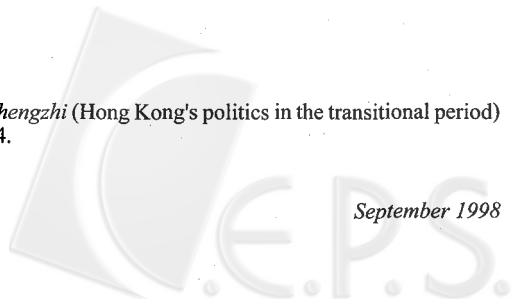 hengzhi (Hong Kong's politics in the transitional period)
4.
September 1998
C.E.P.S.